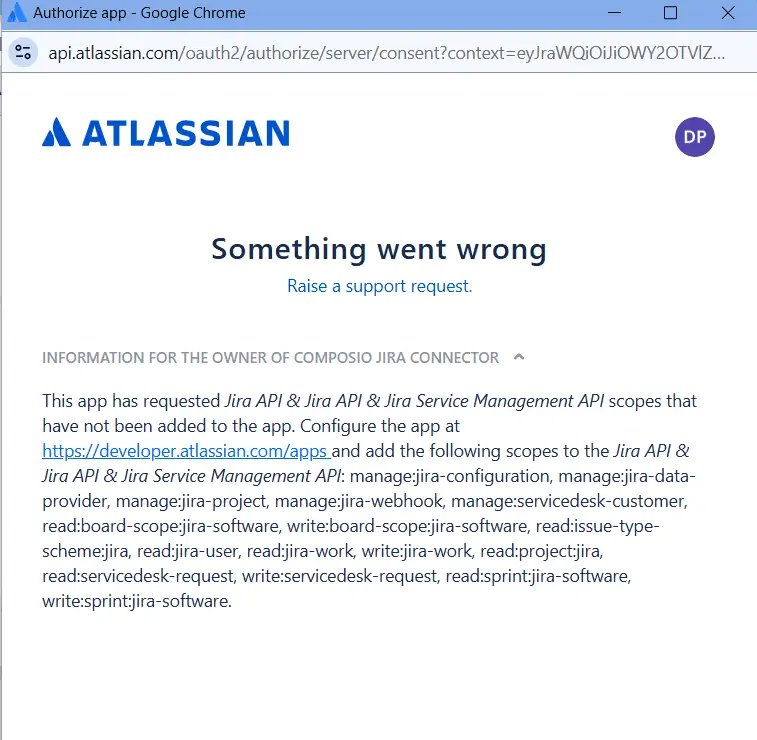 Authorize app - Google Chrome
api.atlassian.com/oauth2/authorize/server/consent?context=eyJraWQiOiJiOWY2OTVlZ...
ATLASSIAN
DP
Something went wrong
Raise a support request.
INFORMATION FOR THE OWNER OF COMPOSIO JIRA CONNECTOR
This app has requested Jira API & Jira API & Jira Service Management API scopes that
have not been added to the app. Configure the app at
https://developer.atlassian.com/apps and add the following scopes to the Jira API &
Jira API & Jira Service Management API: manage:jira-configuration, manage:jira-data-
provider, manage:jira-project, manage:jira-webhook, manage:servicedesk-customer,
read:board-scope:jira-software, write:board-scope:jira-software, read:issue-type-
scheme:jira, read:jira-user, read:jira-work, write:jira-work, read:project:jira,
read:servicedesk-request, write:servicedesk-request, read:sprint:jira-software,
write:sprint:jira-software.